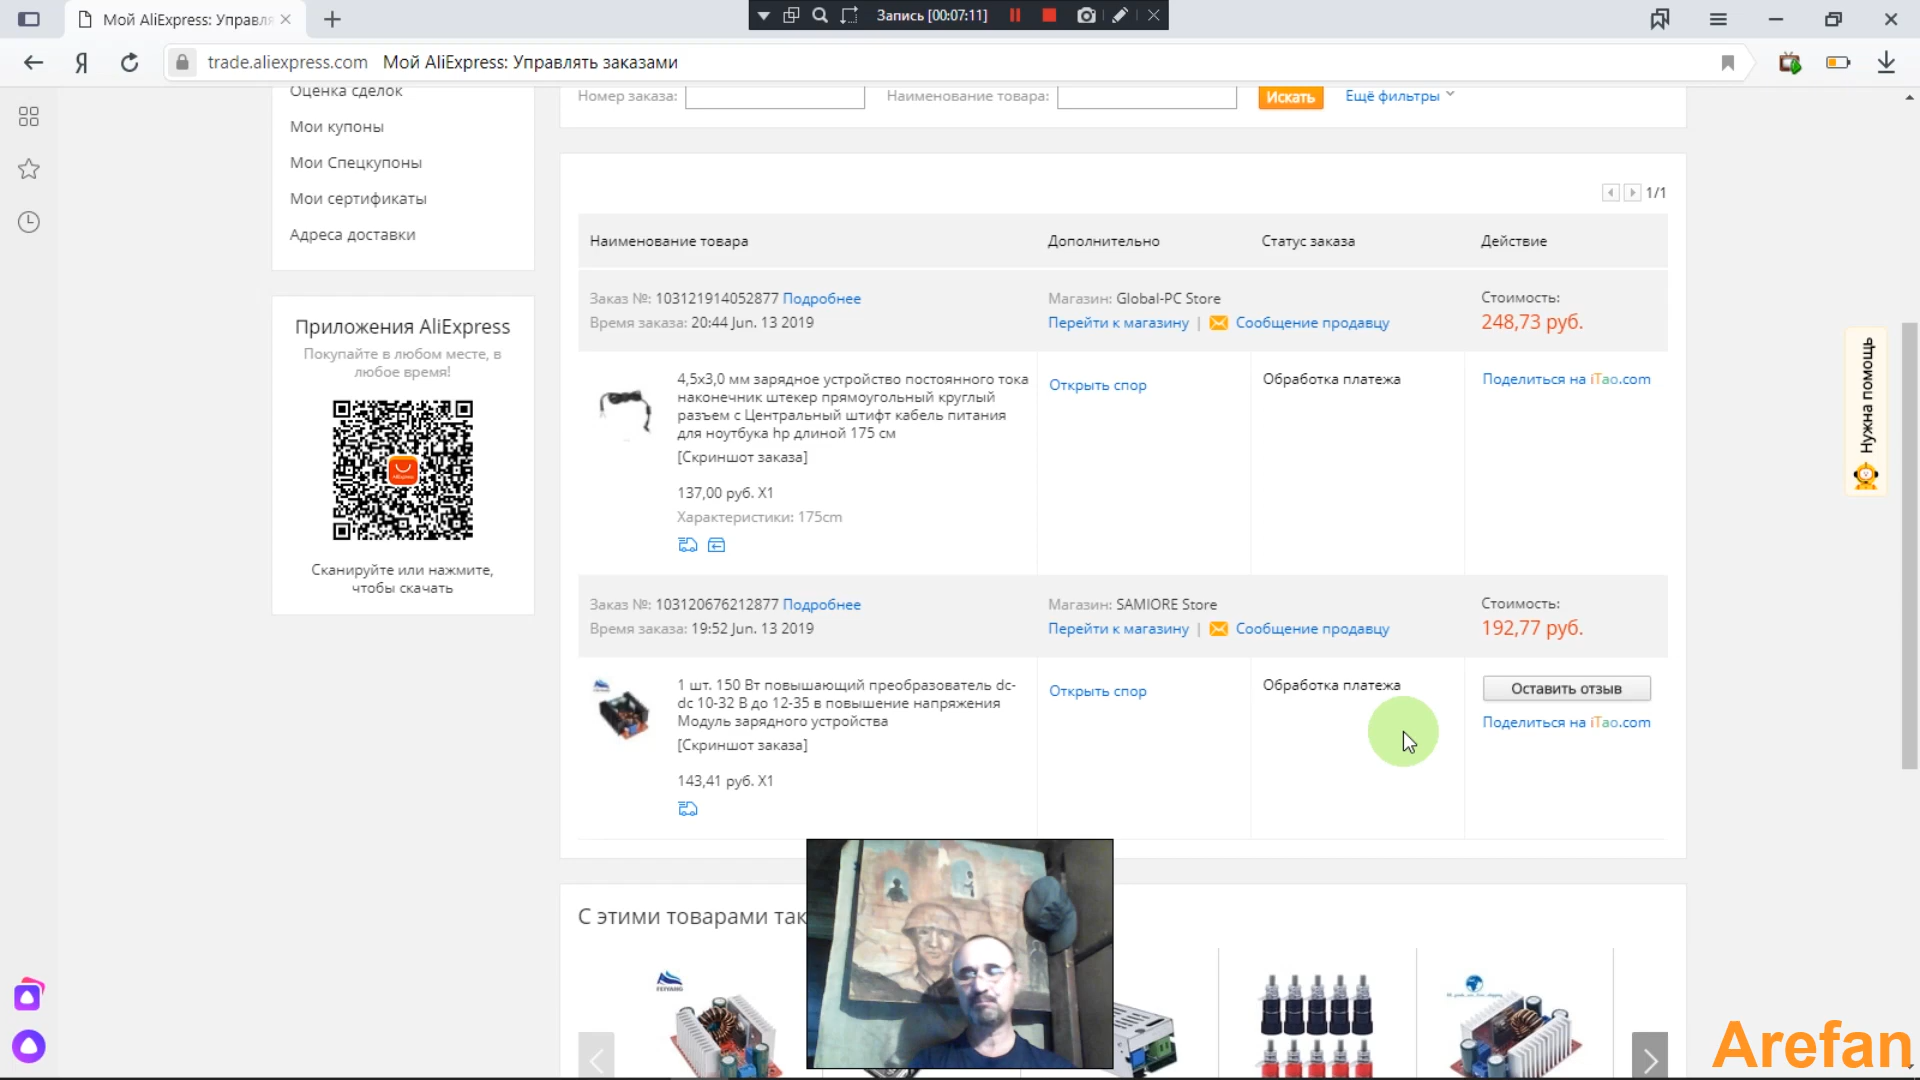 Мой AliExpress: Управля
Запись [00:07:11]
Я
trade.aliexpress.com Мой AliExpress: Управлять заказами
Оценка сделок
Мои купоны
Мои Спецкупоны
Мои сертификаты
Адреса доставки
Приложения AliExpress
Покупайте в любом месте, в
любое время!
Сканируйте или нажмите,
чтобы скачать
Номер заказа:
Наименование товара:
Искать
Ещё фильтры
1/1
Наименование товара
Дополнительно
Статус заказа
Действие
Заказ №: 103121914052877 Подробнее
Время заказа: 20:44 Jun. 13 2019
Магазин: Global-PC Store
Перейти к магазину | Сообщение продавцу
Стоимость:
248,73 руб.
4,5x3,0 мм зарядное устройство постоянного тока
наконечник штекер прямоугольный круглый
разъем с Центральный штифт кабель питания
для ноутбука hp длиной 175 см
[Скриншот заказа]
137,00 руб. X1
Характеристики: 175cm
Открыть спор
Обработка платежа
Поделиться на iTao.com
Заказ №: 103120676212877 Подробнее
Время заказа: 19:52 Jun. 13 2019
Магазин: SAMIORE Store
Перейти к магазину | Сообщение продавцу
Стоимость:
192,77 руб.
1 шт. 150 Вт повышающий преобразователь dc-
dc 10-32 В до 12-35 в повышение напряжения
Модуль зарядного устройства
[Скриншот заказа]
143,41 руб. X1
Открыть спор
Обработка платежа
Оставить отзыв
Поделиться на iTao.com
С этими товарами так
Нужна помощь
Arefan